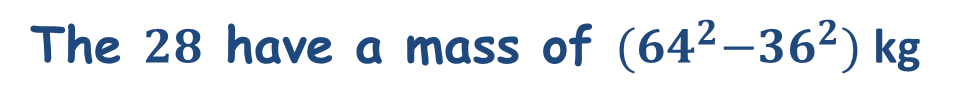 The 28 have a mass of (64²–36²) kg